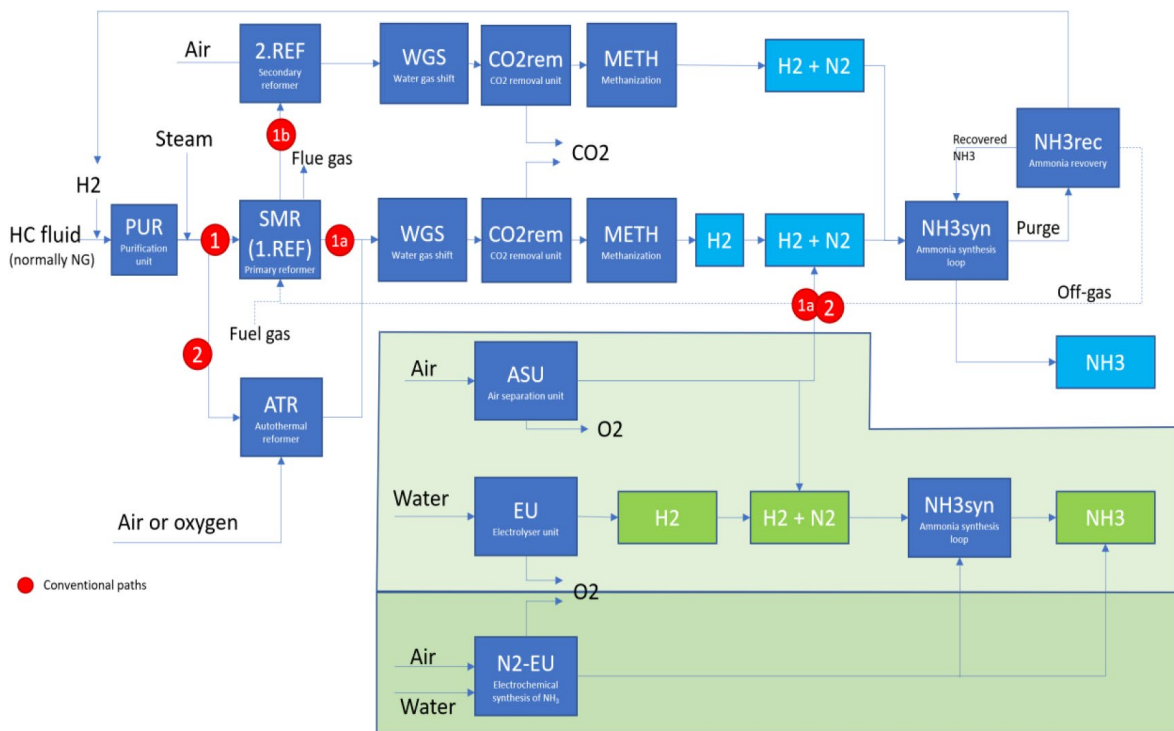 Air
2.REF
Secondary
reformer
WGS
Water gas shift
CO2rem
CO2 removal unit
METH
Methanization
H2 + N2
1b
Steam
Flue gas
CO2
Recovered
NH3
NH3rec
Ammonia revovery
H2
HC fluid
(normally NG)
PUR
Purification
unit
1
SMR
(1.REF)
Primary reformer
1a
WGS
Water gas shift
CO2rem
CO2 removal unit
METH
Methanization
H2
H2 + N2
NH3syn
Ammonia synthesis
loop
Purge
Off-gas
1a
2
Fuel gas
2
NH3
Air
ASU
Air separation unit
O2
ATR
Autothermal
reformer
Air or oxygen
Water
EU
Electrolyser unit
H2
H2 + N2
NH3syn
Ammonia synthesis
loop
NH3
O2
Conventional paths
Air
Water
N2-EU
Electrochemical
synthesis of NH₃